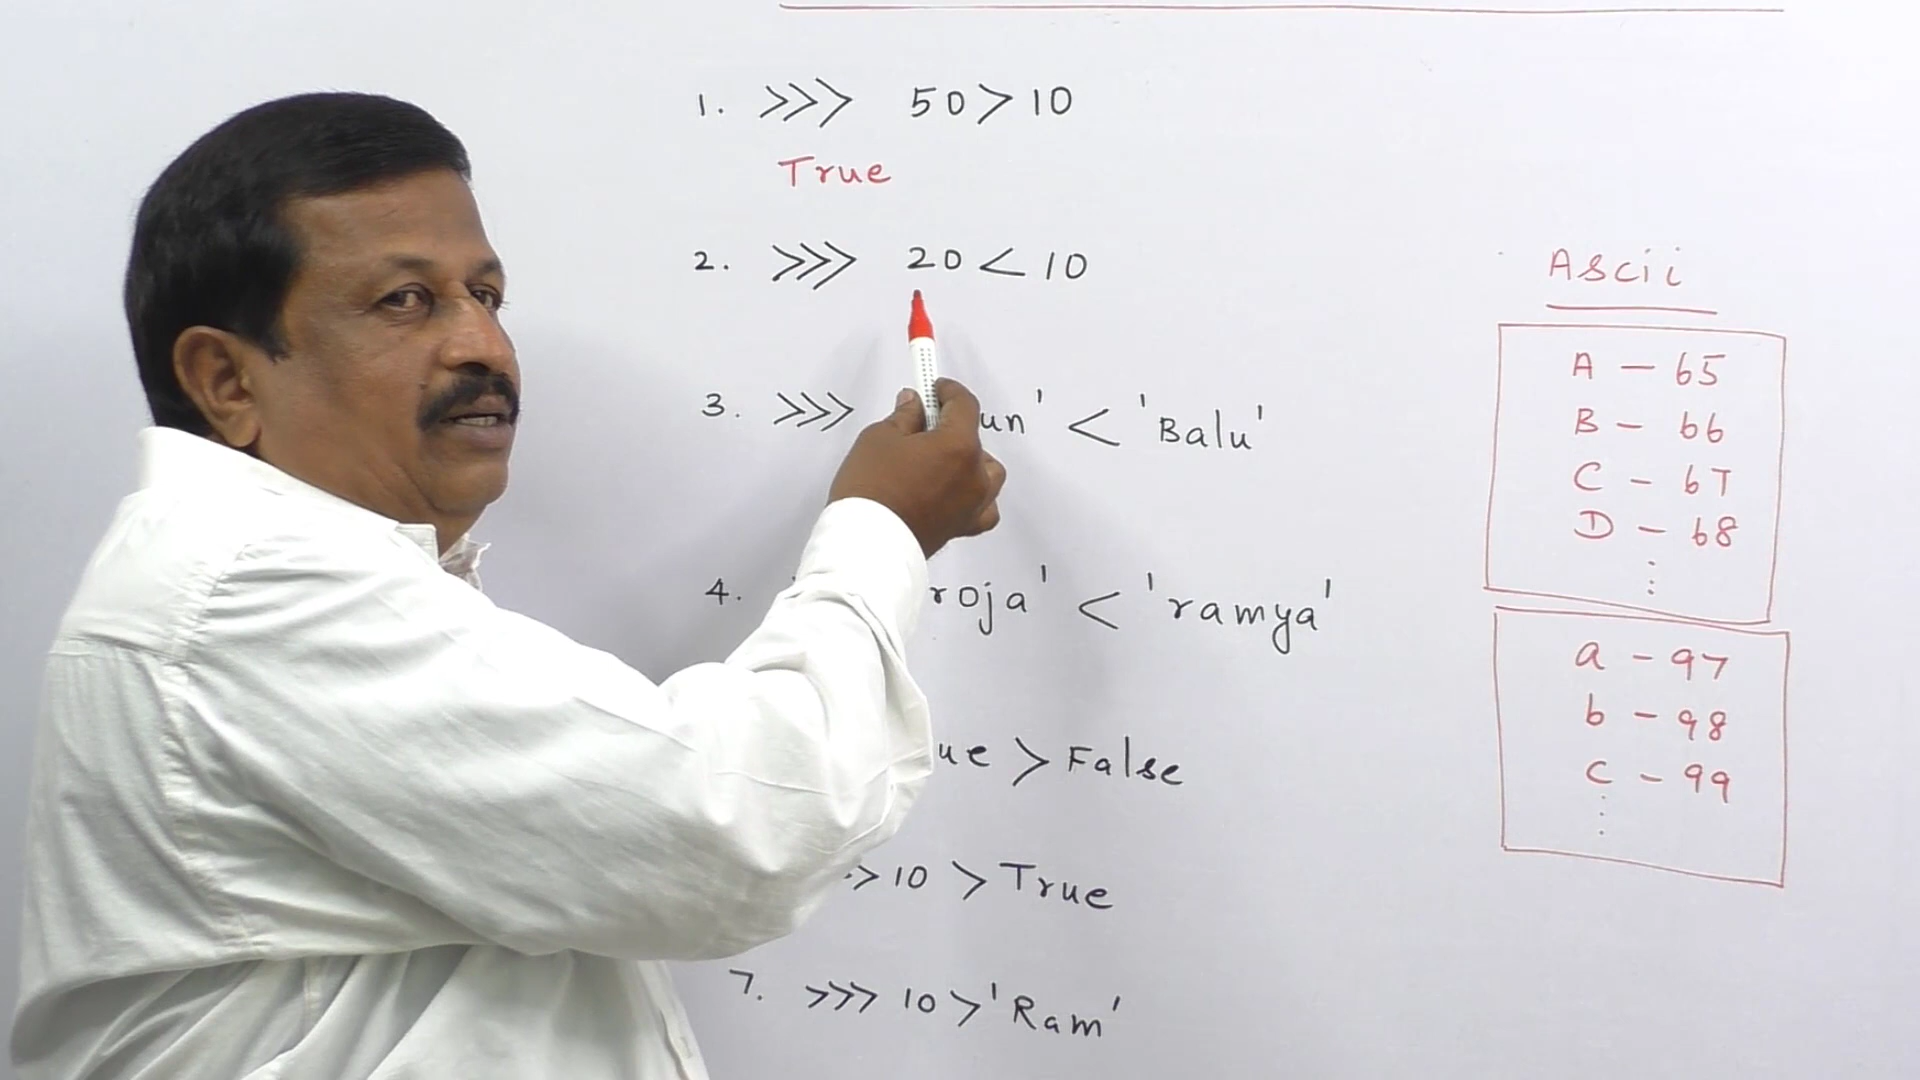 1. >>> 50 > 10
True
2. >>> 20 < 10
3. >>> un' < 'Balu'
4. roja' < 'ramya'
ue > False
> 10 > True
7. >>> 10 > 'Ram'
Ascii
A - 65
B - 66
C - 67
D - 68
a - 97
b - 98
c - 99